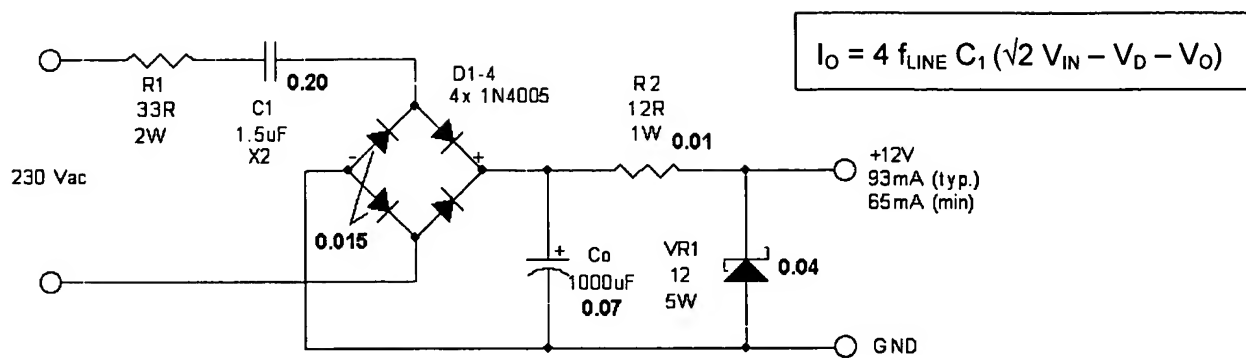 I_O = 4 f_LINE C_1 (√2 V_IN – V_D – V_O)
R1
33R
2W
0.20
C1
1.5uF
X2
D1-4
4x 1N4005
R2
12R
1W
0.01
230 Vac
-
+
+12V
93mA (typ.)
65mA (min)
0.015
+
Co
1000uF
0.07
VR1
12
5W
0.04
GND